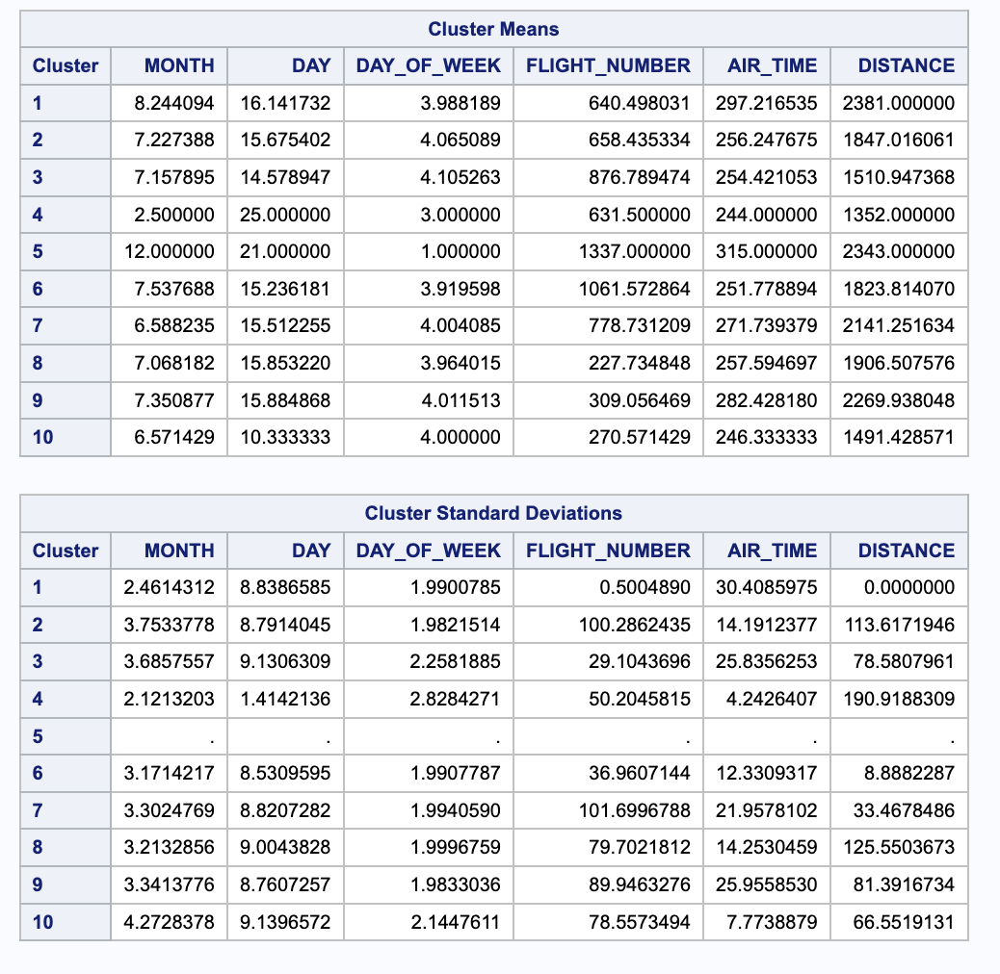 Cluster Means
Cluster MONTH DAY DAY_OF_WEEK FLIGHT_NUMBER AIR_TIME DISTANCE
1 8.244094 16.141732 3.988189 640.498031 297.216535 2381.000000
2 7.227388 15.675402 4.065089 658.435334 256.247675 1847.016061
3 7.157895 14.578947 4.105263 876.789474 254.421053 1510.947368
4 2.500000 25.000000 3.000000 631.500000 244.000000 1352.000000
5 12.000000 21.000000 1.000000 1337.000000 315.000000 2343.000000
6 7.537688 15.236181 3.919598 1061.572864 251.778894 1823.814070
7 6.588235 15.512255 4.004085 778.731209 271.739379 2141.251634
8 7.068182 15.853220 3.964015 227.734848 257.594697 1906.507576
9 7.350877 15.884868 4.011513 309.056469 282.428180 2269.938048
10 6.571429 10.333333 4.000000 270.571429 246.333333 1491.428571
Cluster Standard Deviations
Cluster MONTH DAY DAY_OF_WEEK FLIGHT_NUMBER AIR_TIME DISTANCE
1 2.4614312 8.8386585 1.9900785 0.5004890 30.4085975 0.0000000
2 3.7533778 8.7914045 1.9821514 100.2862435 14.1912377 113.6171946
3 3.6857557 9.1306309 2.2581885 29.1043696 25.8356253 78.5807961
4 2.1213203 1.4142136 2.8284271 50.2045815 4.2426407 190.9188309
5 . . . . . .
6 3.1714217 8.5309595 1.9907787 36.9607144 12.3309317 8.8882287
7 3.3024769 8.8207282 1.9940590 101.6996788 21.9578102 33.4678486
8 3.2132856 9.0043828 1.9996759 79.7021812 14.2530459 125.5503673
9 3.3413776 8.7607257 1.9833036 89.9463276 25.9558530 81.3916734
10 4.2728378 9.1396572 2.1447611 78.5573494 7.7738879 66.5519131